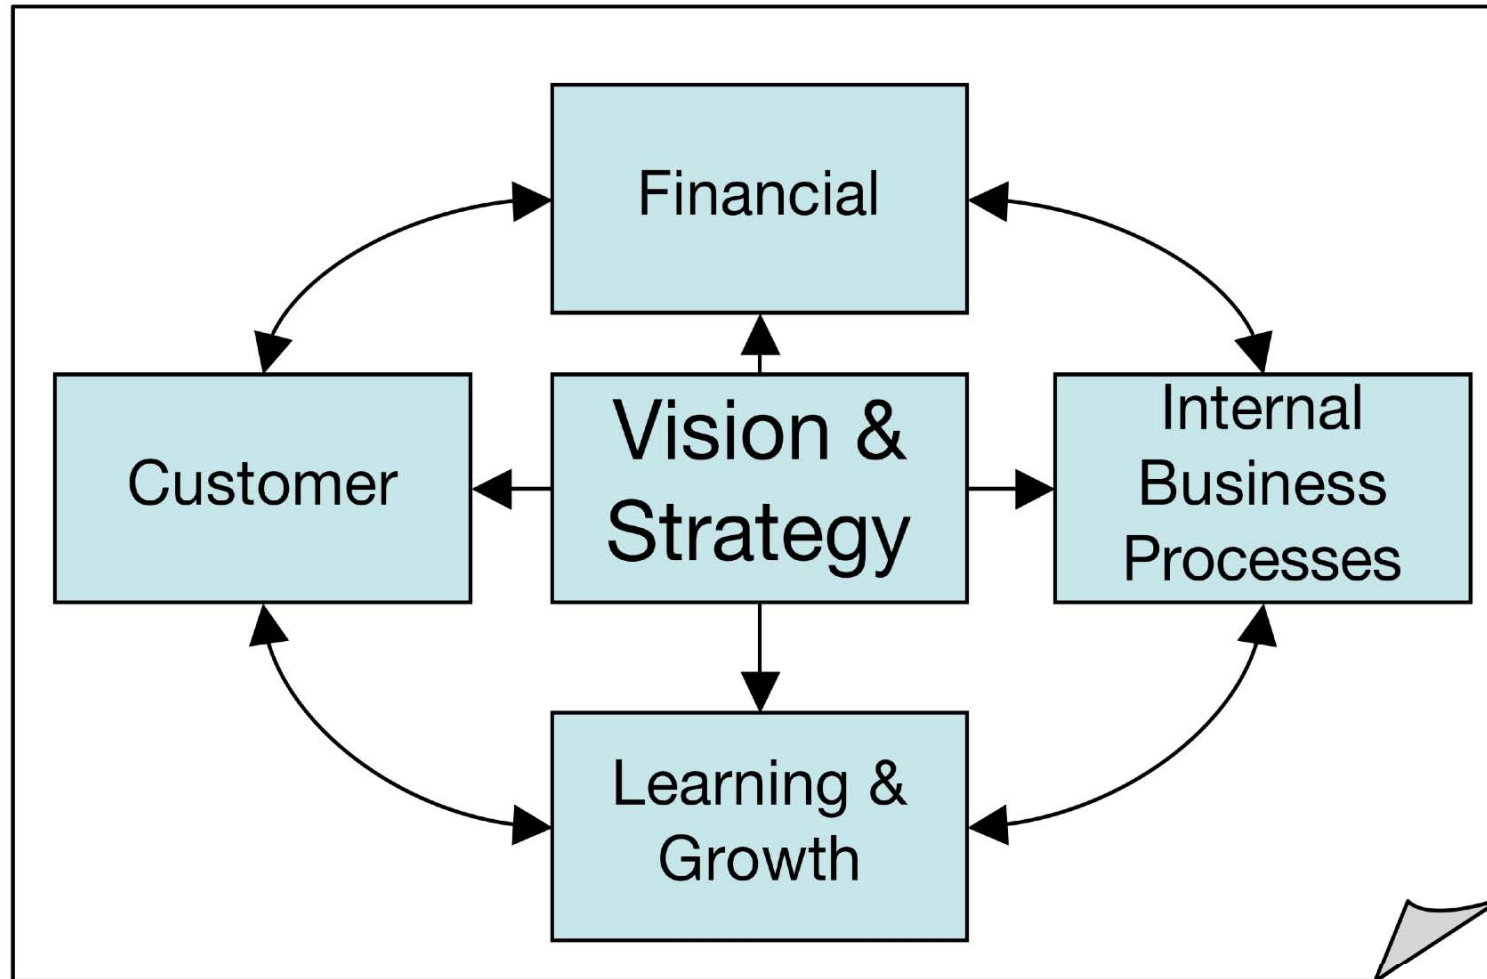 Financial
Customer
Vision &
Strategy
Internal
Business
Processes
Learning &
Growth